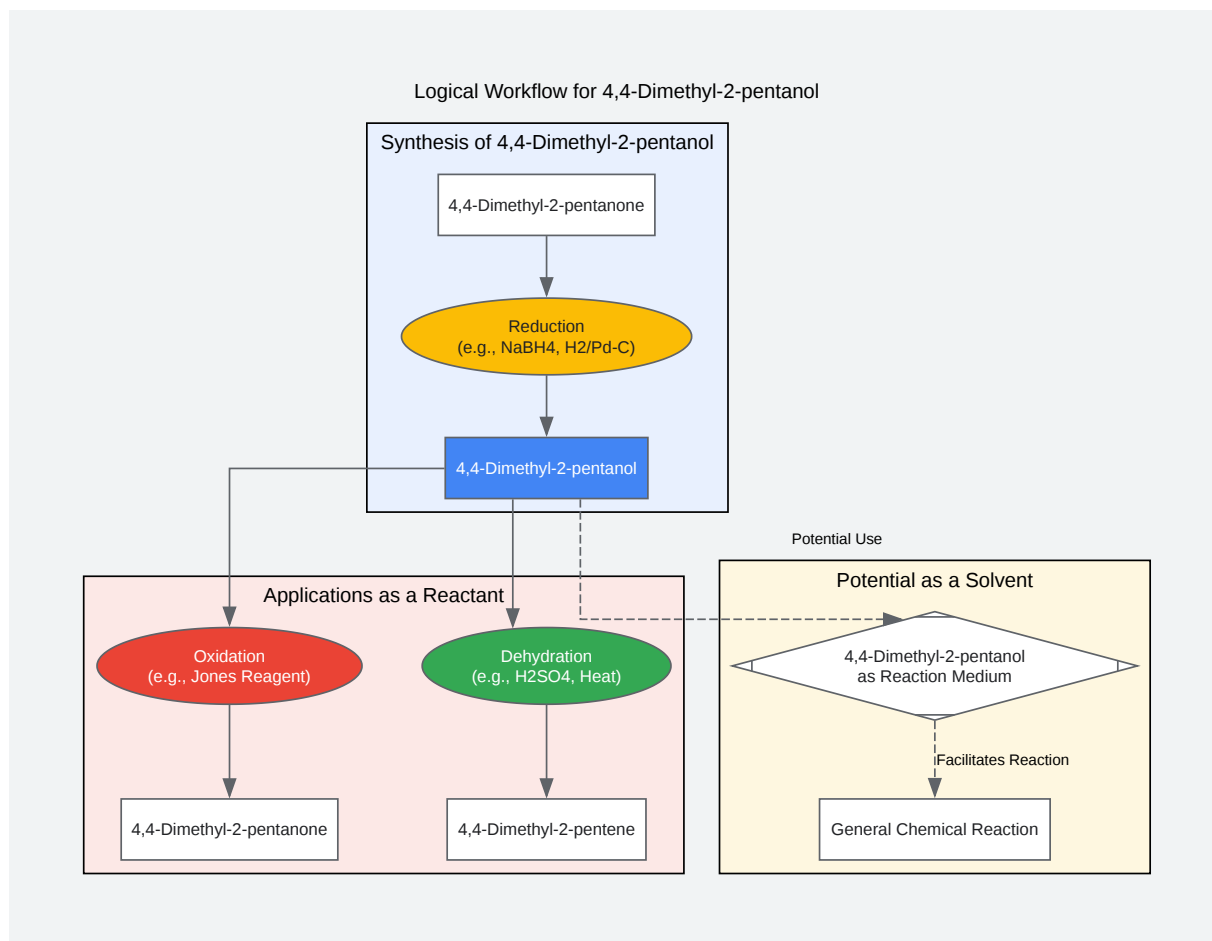 Logical Workflow for 4,4-Dimethyl-2-pentanol
Synthesis of 4,4-Dimethyl-2-pentanol
4,4-Dimethyl-2-pentanone
Reduction
(e.g., NaBH4, H2/Pd-C)
4,4-Dimethyl-2-pentanol
Applications as a Reactant
Oxidation
(e.g., Jones Reagent)
Dehydration
(e.g., H2SO4, Heat)
4,4-Dimethyl-2-pentanone
4,4-Dimethyl-2-pentene
Potential Use
Potential as a Solvent
4,4-Dimethyl-2-pentanol
as Reaction Medium
Facilitates Reaction
General Chemical Reaction